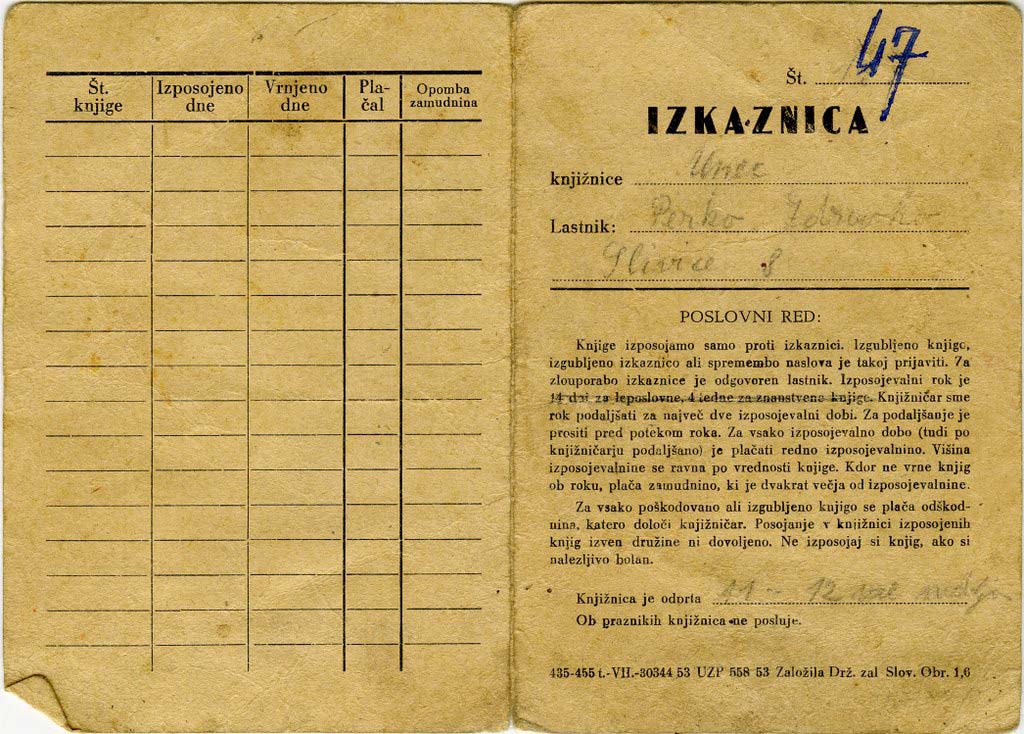 Št. knjige
Izposojeno dne
Vrnjeno dne
Pla-čal
Opomba zamudnina
Št. 47
IZKAZNICA
knjižnice Unec
Lastnik: Perko Zdravko
Slivice 8
POSLOVNI RED:
Knjige izposojamo samo proti izkaznici. Izgubljeno knjigo,
izgubljeno izkaznico ali spremembo naslova je takoj prijaviti. Za
zlouporabo izkaznice je odgovoren lastnik. Izposojevalni rok je
14 dni za leposlovne, 4 tedne za znanstvene knjige. Knjižničar sme
rok podaljšati za največ dve izposojevalni dobi. Za podaljšanje je
prositi pred potekom roka. Za vsako izposojevalno dobo (tudi po
knjižničarju podaljšano) je plačati redno izposojevalnino. Višina
izposojevalnine se ravna po vrednosti knjige. Kdor ne vrne knjig
ob roku, plača zamudnino, ki je dvakrat večja od izposojevalnine.
Za vsako poškodovano ali izgubljeno knjigo se plača odškod-
nina, katero določi knjižničar. Posojanje v knjižnici izposojenih
knjig izven družine ni dovoljeno. Ne izposojaj si knjig, ako si
nalezljivo bolan.
Knjižnica je odprta 11 - 12
Ob praznikih knjižnica ne posluje.
435-455 t.-VII.-30344 53 UZP 558 53 Založila Drž. zal Slov. Obr. 1,6